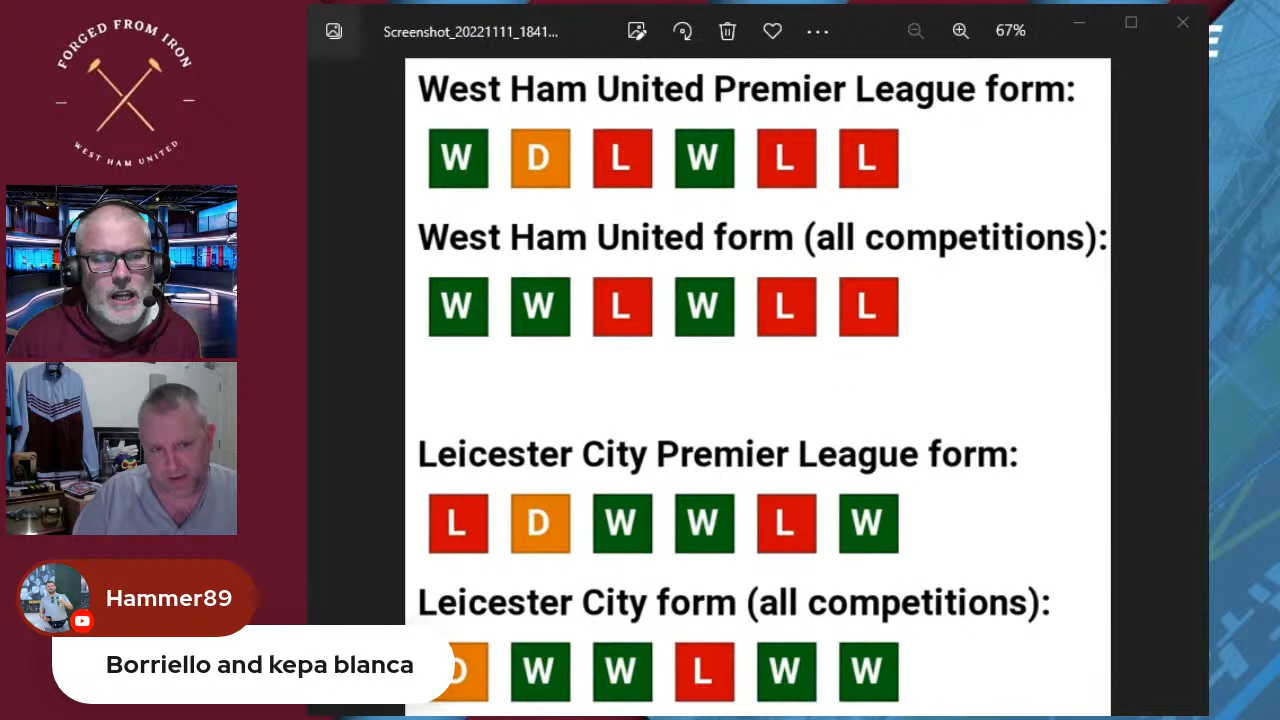 FORGED FROM IRON
WEST HAM UNITED
Screenshot_20221111_1841...
67%
West Ham United Premier League form:
W D L W L L
West Ham United form (all competitions):
W W L W L L
Leicester City Premier League form:
L D W W L W
Leicester City form (all competitions):
D W W L W W
Hammer89
Borriello and kepa blanca
E